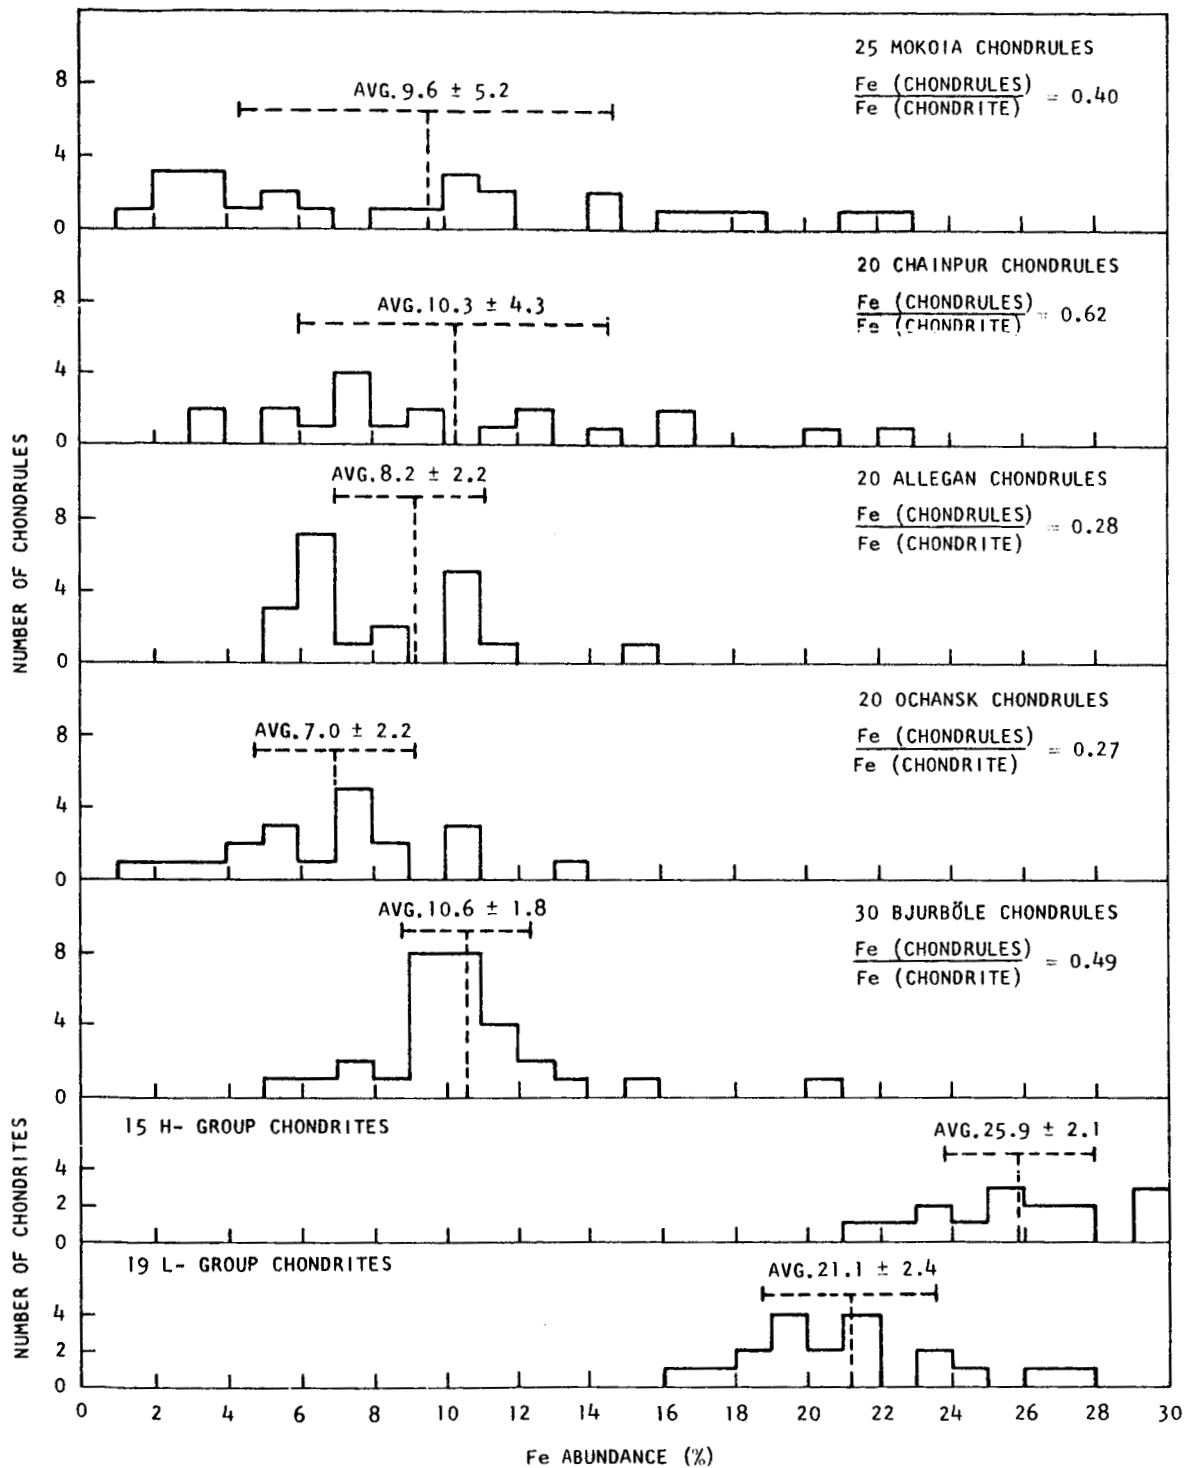 25 MOKOIA CHONDRULES
Fe (CHONDRULES)
Fe (CHONDRITE)
= 0.40
AVG. 9.6 ± 5.2
8
4
0
20 CHAINPUR CHONDRULES
Fe (CHONDRULES)
Fe (CHONDRITE)
= 0.62
AVG. 10.3 ± 4.3
8
4
0
20 ALLEGAN CHONDRULES
Fe (CHONDRULES)
Fe (CHONDRITE)
= 0.28
AVG. 8.2 ± 2.2
8
4
0
NUMBER OF CHONDRULES
20 OCHANSK CHONDRULES
Fe (CHONDRULES)
Fe (CHONDRITE)
= 0.27
AVG. 7.0 ± 2.2
8
4
0
30 BJURBÖLE CHONDRULES
Fe (CHONDRULES)
Fe (CHONDRITE)
= 0.49
AVG. 10.6 ± 1.8
8
4
0
15 H- GROUP CHONDRITES
AVG. 25.9 ± 2.1
4
2
0
NUMBER OF CHONDRITES
19 L- GROUP CHONDRITES
AVG. 21.1 ± 2.4
4
2
0
0 2 4 6 8 10 12 14 16 18 20 22 24 26 28 30
Fe ABUNDANCE (%)